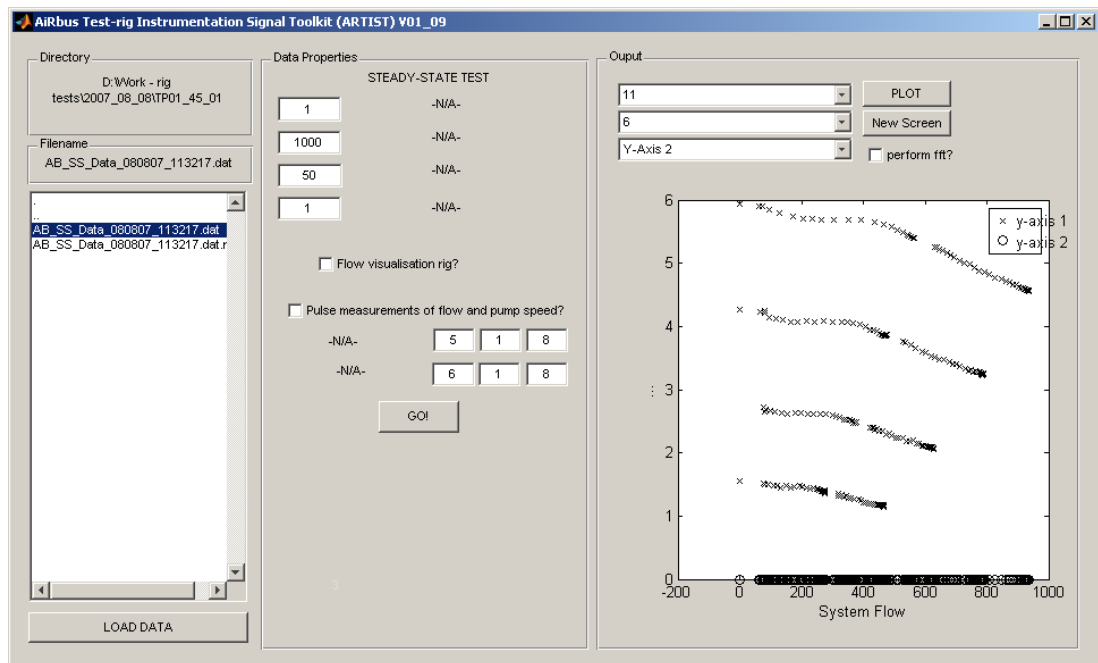 AiRbus Test-rig Instrumentation Signal Toolkit (ARTIST) V01_09
Directory
D:\Work - rig
tests\2007_08_08\TP01_45_01
Filename
AB_SS_Data_080807_113217.dat
.
..
AB_SS_Data_080807_113217.dat
AB_SS_Data_080807_113217.dat.r
LOAD DATA
Data Properties
STEADY-STATE TEST
1 -N/A-
1000 -N/A-
50 -N/A-
1 -N/A-
Flow visualisation rig?
Pulse measurements of flow and pump speed?
-N/A- 5 1 8
-N/A- 6 1 8
GO!
3
Ouput
11 PLOT
6 New Screen
Y-Axis 2 perform fft?
y-axis 1
y-axis 2
6
5
4
3
2
1
0
-200 0 200 400 600 800 1000
System Flow